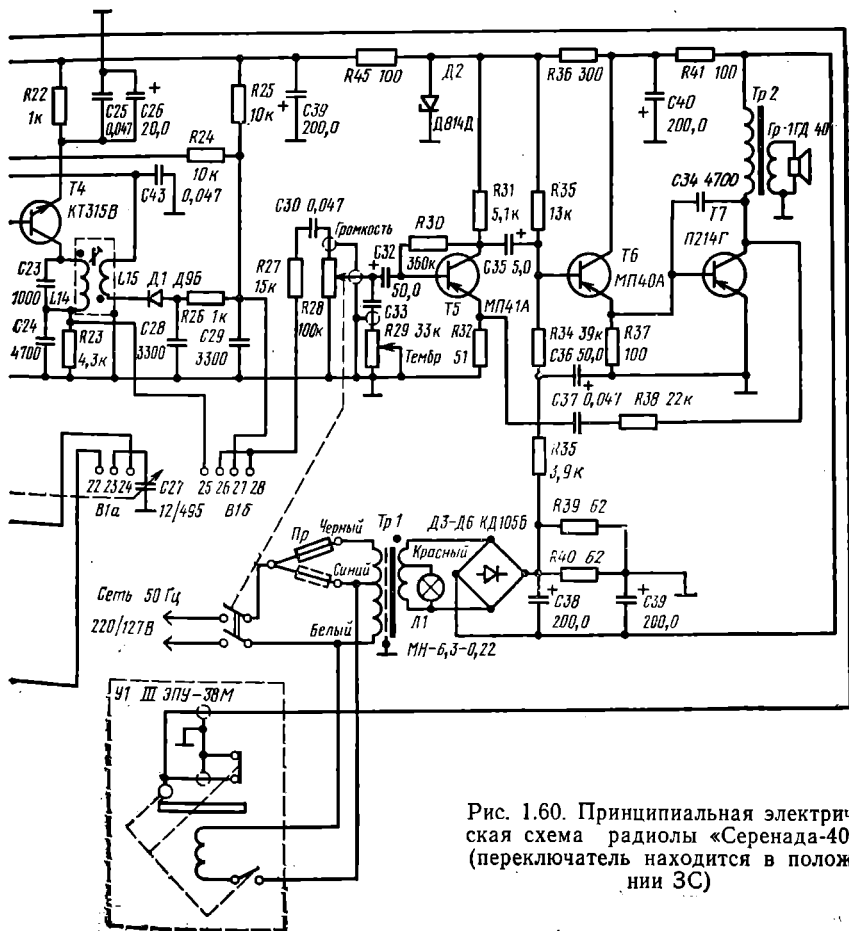 R45 100
Д2
Д814Д
R36 300
R41 100
R22
1к
C25
0,047
C26
20,0
R25
10к
C39
200,0
C40
200,0
Тр 2
Гр-1ГД 40
R24
10к
C43
0,047
T4
КТ315В
C30 0,047
Громкость
R30
360к
R31
5,1к
R35
13к
C34 4700
T7
П214Г
C32
50,0
C35 5,0
T6
МП40А
C23
1000
L14
L15
Д1 Д9Б
R27
15к
R28
100к
T5
МП41А
C33
C24
4700
R23
4,3к
C28
3300
R26 1к
C29
3300
R29 33к
Тембр
R32
51
R34 39к
C36 50,0
R37
100
C37 0,047
R38 22к
R35
3,9к
22 23 24
В1а
C27
12/495
25 26 27 28
В1б
Пр
Черный
Синий
Белый
Тр 1
Красный
Д3-Д6 КД105Б
R39 62
R40 62
Л1
МН-6,3-0,22
C38
200,0
C39
200,0
Сеть 50 Гц
220/127В
У1 III ЭПУ-38М
Рис. 1.60. Принципиальная электрич
ская схема радиолы «Серенада-40
(переключатель находится в полож
нии ЗС)